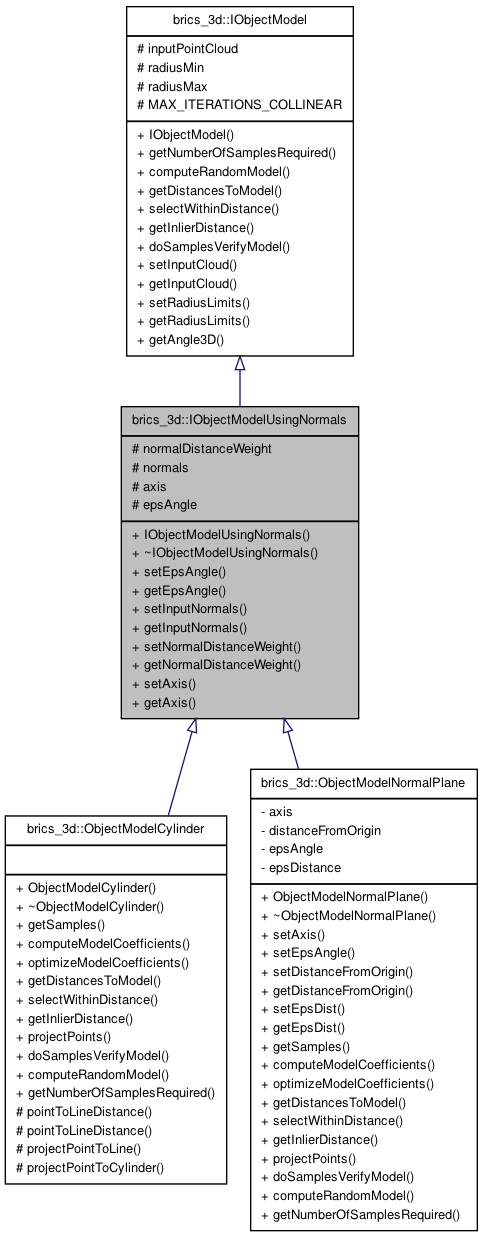 brics_3d::IObjectModel
# inputPointCloud
# radiusMin
# radiusMax
# MAX_ITERATIONS_COLLINEAR
+ IObjectModel()
+ getNumberOfSamplesRequired()
+ computeRandomModel()
+ getDistancesToModel()
+ selectWithinDistance()
+ getInlierDistance()
+ doSamplesVerifyModel()
+ setInputCloud()
+ getInputCloud()
+ setRadiusLimits()
+ getRadiusLimits()
+ getAngle3D()
brics_3d::IObjectModelUsingNormals
# normalDistanceWeight
# normals
# axis
# epsAngle
+ IObjectModelUsingNormals()
+ ~IObjectModelUsingNormals()
+ setEpsAngle()
+ getEpsAngle()
+ setInputNormals()
+ getInputNormals()
+ setNormalDistanceWeight()
+ getNormalDistanceWeight()
+ setAxis()
+ getAxis()
brics_3d::ObjectModelCylinder
+ ObjectModelCylinder()
+ ~ObjectModelCylinder()
+ getSamples()
+ computeModelCoefficients()
+ optimizeModelCoefficients()
+ getDistancesToModel()
+ selectWithinDistance()
+ getInlierDistance()
+ projectPoints()
+ doSamplesVerifyModel()
+ computeRandomModel()
+ getNumberOfSamplesRequired()
# pointToLineDistance()
# pointToLineDistance()
# projectPointToLine()
# projectPointToCylinder()
brics_3d::ObjectModelNormalPlane
- axis
- distanceFromOrigin
- epsAngle
- epsDistance
+ ObjectModelNormalPlane()
+ ~ObjectModelNormalPlane()
+ setAxis()
+ setEpsAngle()
+ setDistanceFromOrigin()
+ getDistanceFromOrigin()
+ setEpsDist()
+ getEpsDist()
+ getSamples()
+ computeModelCoefficients()
+ optimizeModelCoefficients()
+ getDistancesToModel()
+ selectWithinDistance()
+ getInlierDistance()
+ projectPoints()
+ doSamplesVerifyModel()
+ computeRandomModel()
+ getNumberOfSamplesRequired()